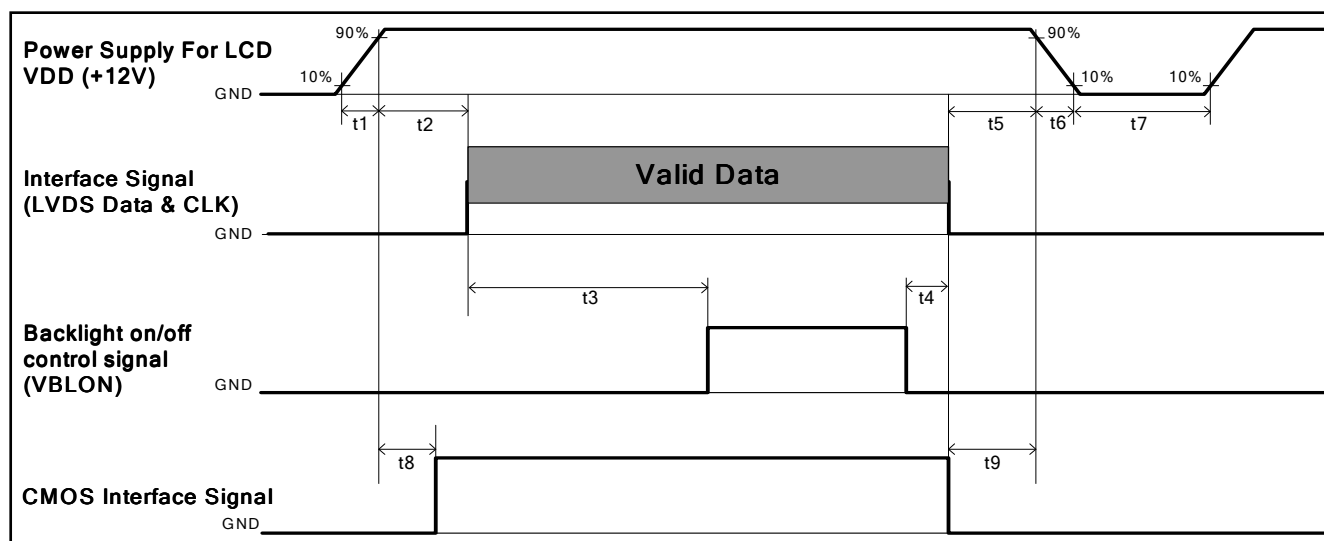 90%
90%
Power Supply For LCD
VDD (+12V)
10%
10%
10%
GND
t1
t2
t5
t6
t7
Valid Data
Interface Signal
(LVDS Data & CLK)
GND
t3
t4
Backlight on/off
control signal
(VBLON)
GND
t8
t9
CMOS Interface Signal
GND